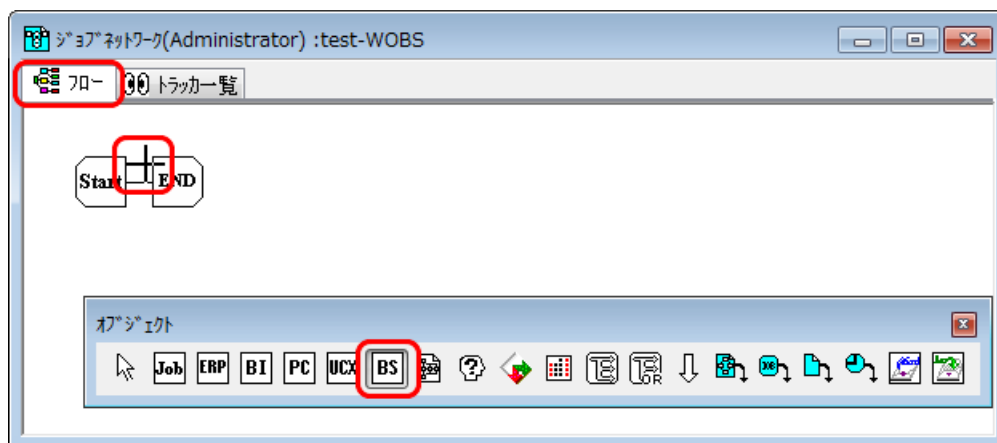 ジョブネットワーク(Administrator) :test-WOBS
フロー トラッカ一覧
Start END
オブジェクト
Job ERP BI PC UCX BS OR